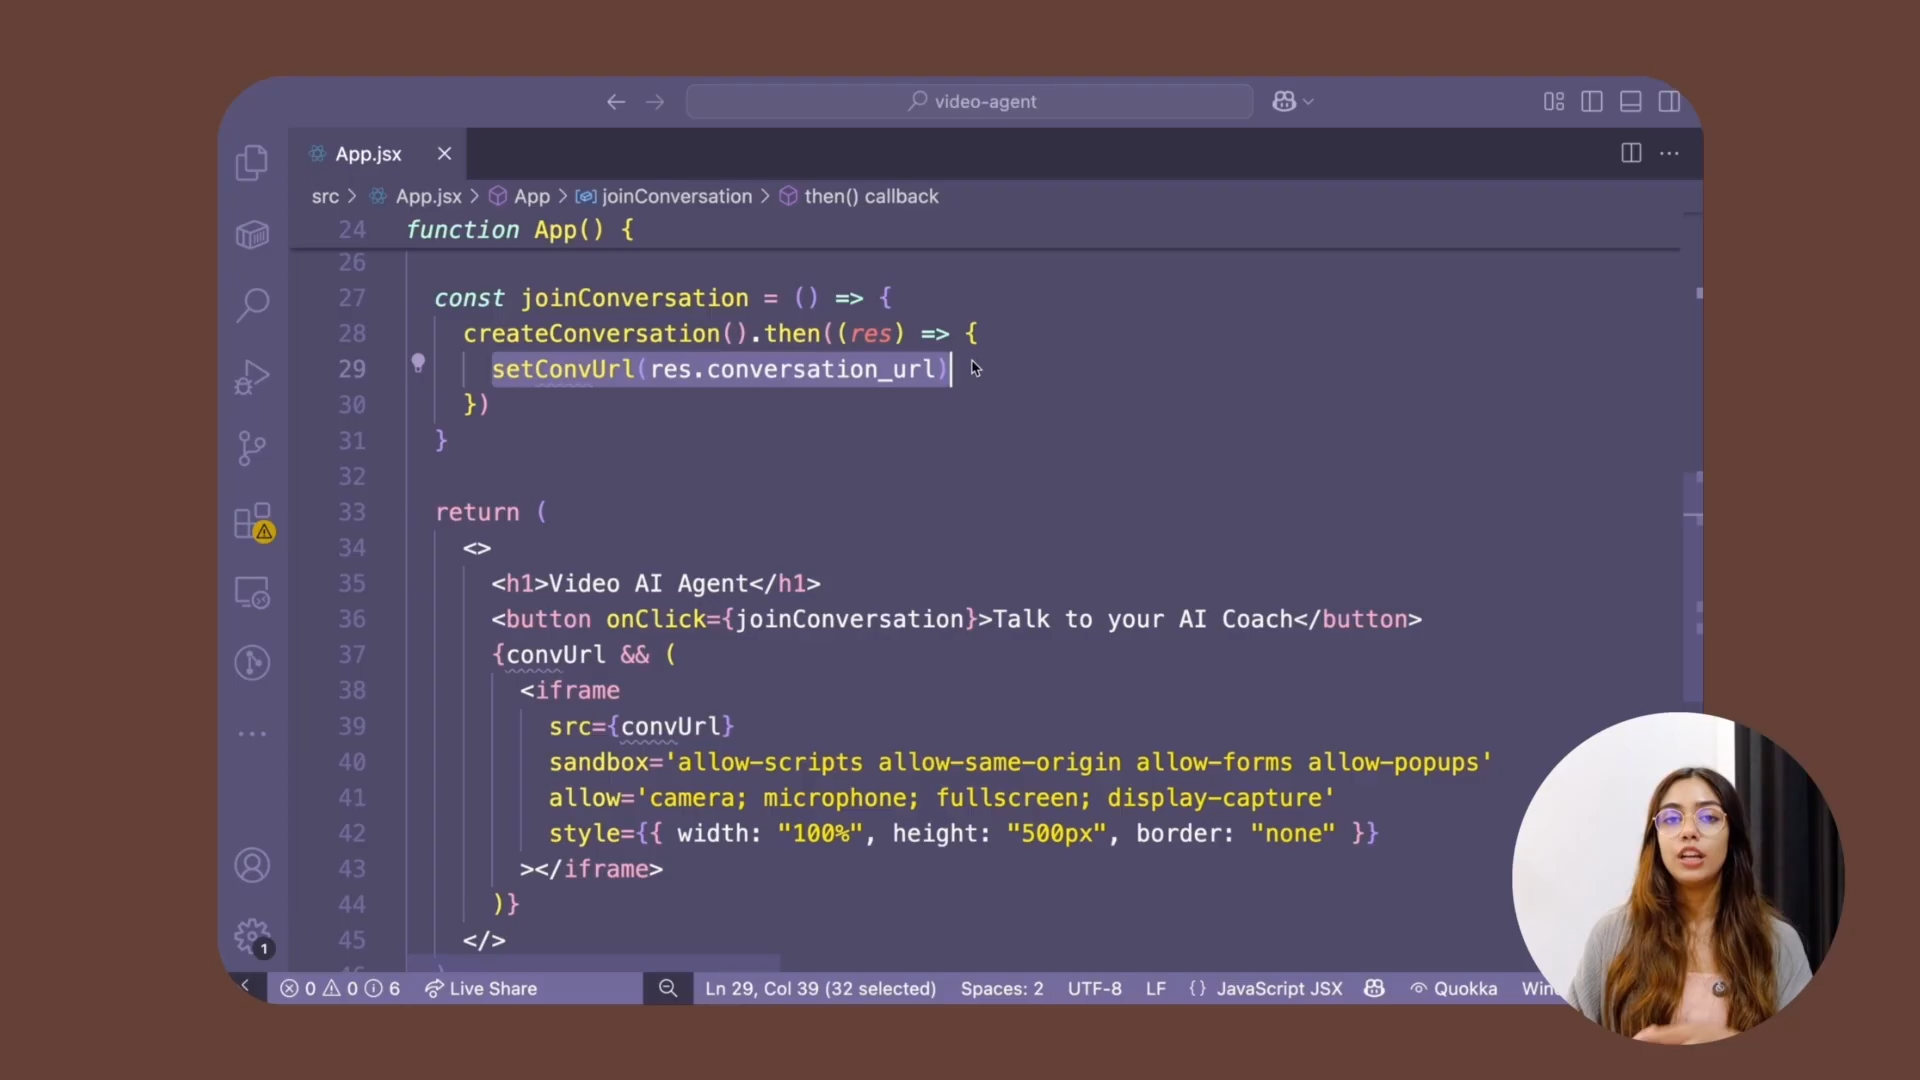 video-agent
App.jsx
src > App.jsx > App > joinConversation > then() callback
24 function App() {
26
27 const joinConversation = () => {
28 createConversation().then((res) => {
29 setConvUrl(res.conversation_url)
30 })
31 }
32
33 return (
34 <>
35 <h1>Video AI Agent</h1>
36 <button onClick={joinConversation}>Talk to your AI Coach</button>
37 {convUrl && (
38 <iframe
39 src={convUrl}
40 sandbox='allow-scripts allow-same-origin allow-forms allow-popups'
41 allow='camera; microphone; fullscreen; display-capture'
42 style={{ width: "100%", height: "500px", border: "none" }}
43 ></iframe>
44 )}
45 </>
1
0 0 6 Live Share Ln 29, Col 39 (32 selected) Spaces: 2 UTF-8 LF {} JavaScript JSX Quokka